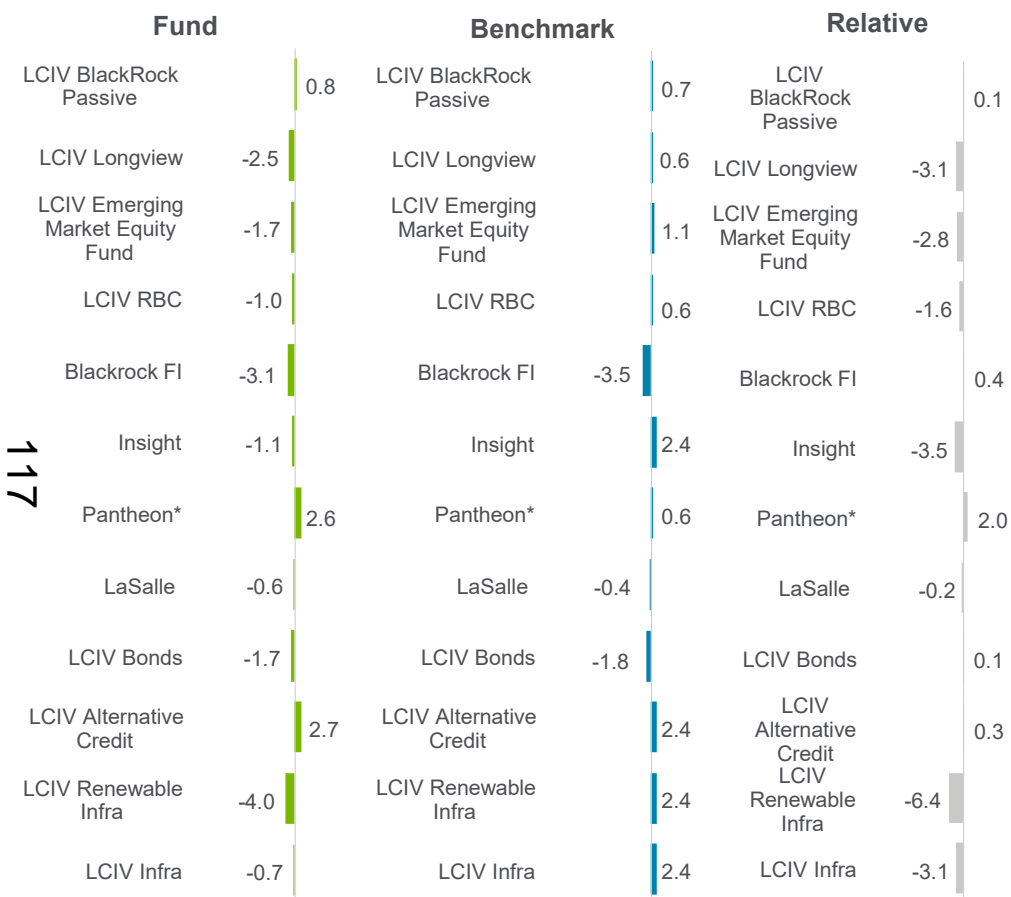 Fund
LCIV BlackRock
Passive
0.8
LCIV Longview
-2.5
LCIV Emerging
Market Equity
Fund
-1.7
LCIV RBC
-1.0
Blackrock FI
-3.1
Insight
-1.1
Pantheon*
2.6
LaSalle
-0.6
LCIV Bonds
-1.7
LCIV Alternative
Credit
2.7
LCIV Renewable
Infra
-4.0
LCIV Infra
-0.7
Benchmark
LCIV BlackRock
Passive
0.7
LCIV Longview
0.6
LCIV Emerging
Market Equity
Fund
1.1
LCIV RBC
0.6
Blackrock FI
-3.5
Insight
2.4
Pantheon*
0.6
LaSalle
-0.4
LCIV Bonds
-1.8
LCIV Alternative
Credit
2.4
LCIV Renewable
Infra
2.4
LCIV Infra
2.4
Relative
LCIV
BlackRock
Passive
0.1
LCIV Longview
-3.1
LCIV Emerging
Market Equity
Fund
-2.8
LCIV RBC
-1.6
Blackrock FI
0.4
Insight
-3.5
Pantheon*
2.0
LaSalle
-0.2
LCIV Bonds
0.1
LCIV
Alternative
Credit
0.3
LCIV
Renewable
Infra
-6.4
LCIV Infra
-3.1
117